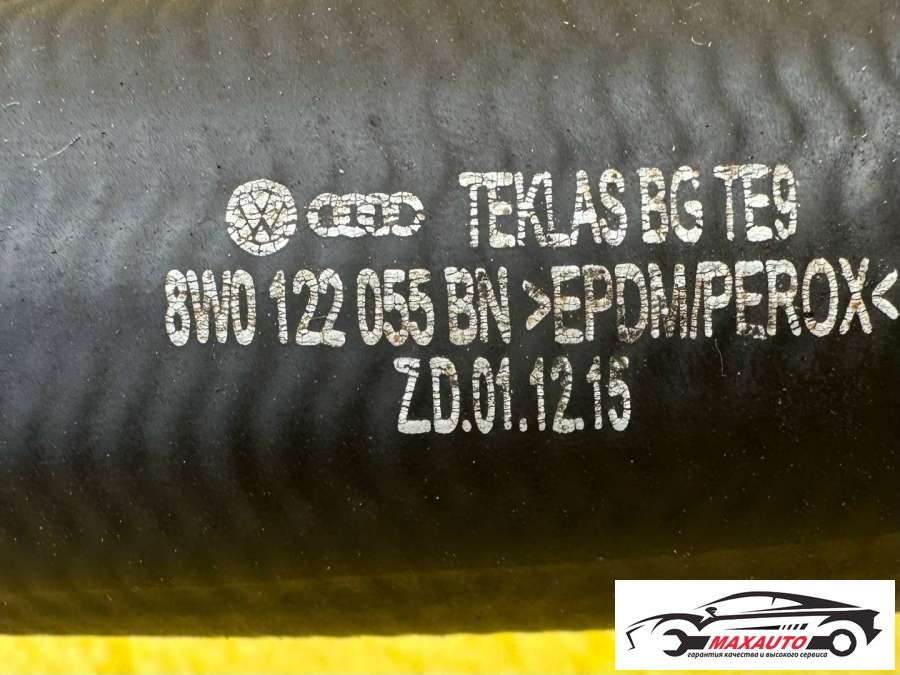 TEKLAS BG TE9
8W0 122 055 BN >EPDM/PEROX<
ZD.01.12.15
MAXAUTO
гарантия качества и высокого сервиса